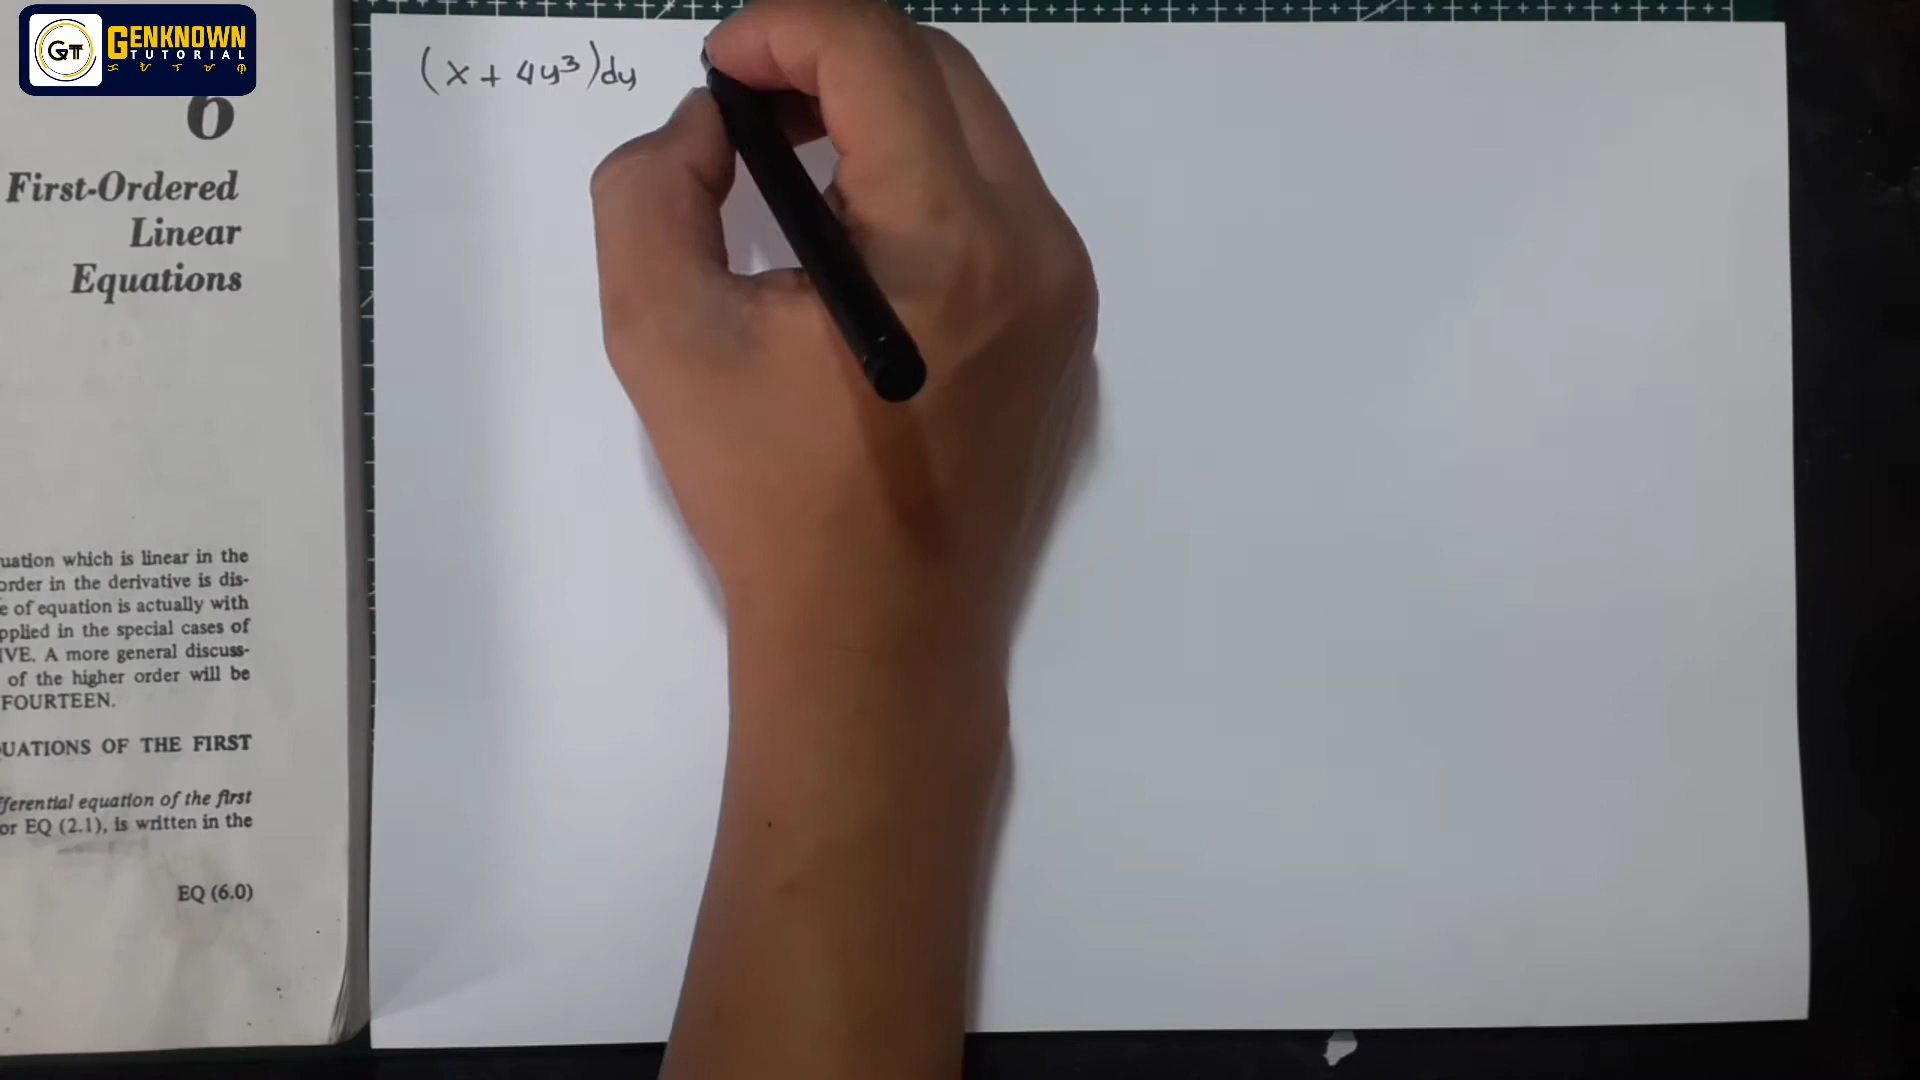 GT
GENKNOWN
TUTORIAL
6
First-Ordered
Linear
Equations
uation which is linear in the
order in the derivative is dis-
e of equation is actually with
pplied in the special cases of
IVE. A more general discuss-
of the higher order will be
FOURTEEN.
UATIONS OF THE FIRST
fferential equation of the first
or EQ (2.1), is written in the
EQ (6.0)
(x + 4y³)dy